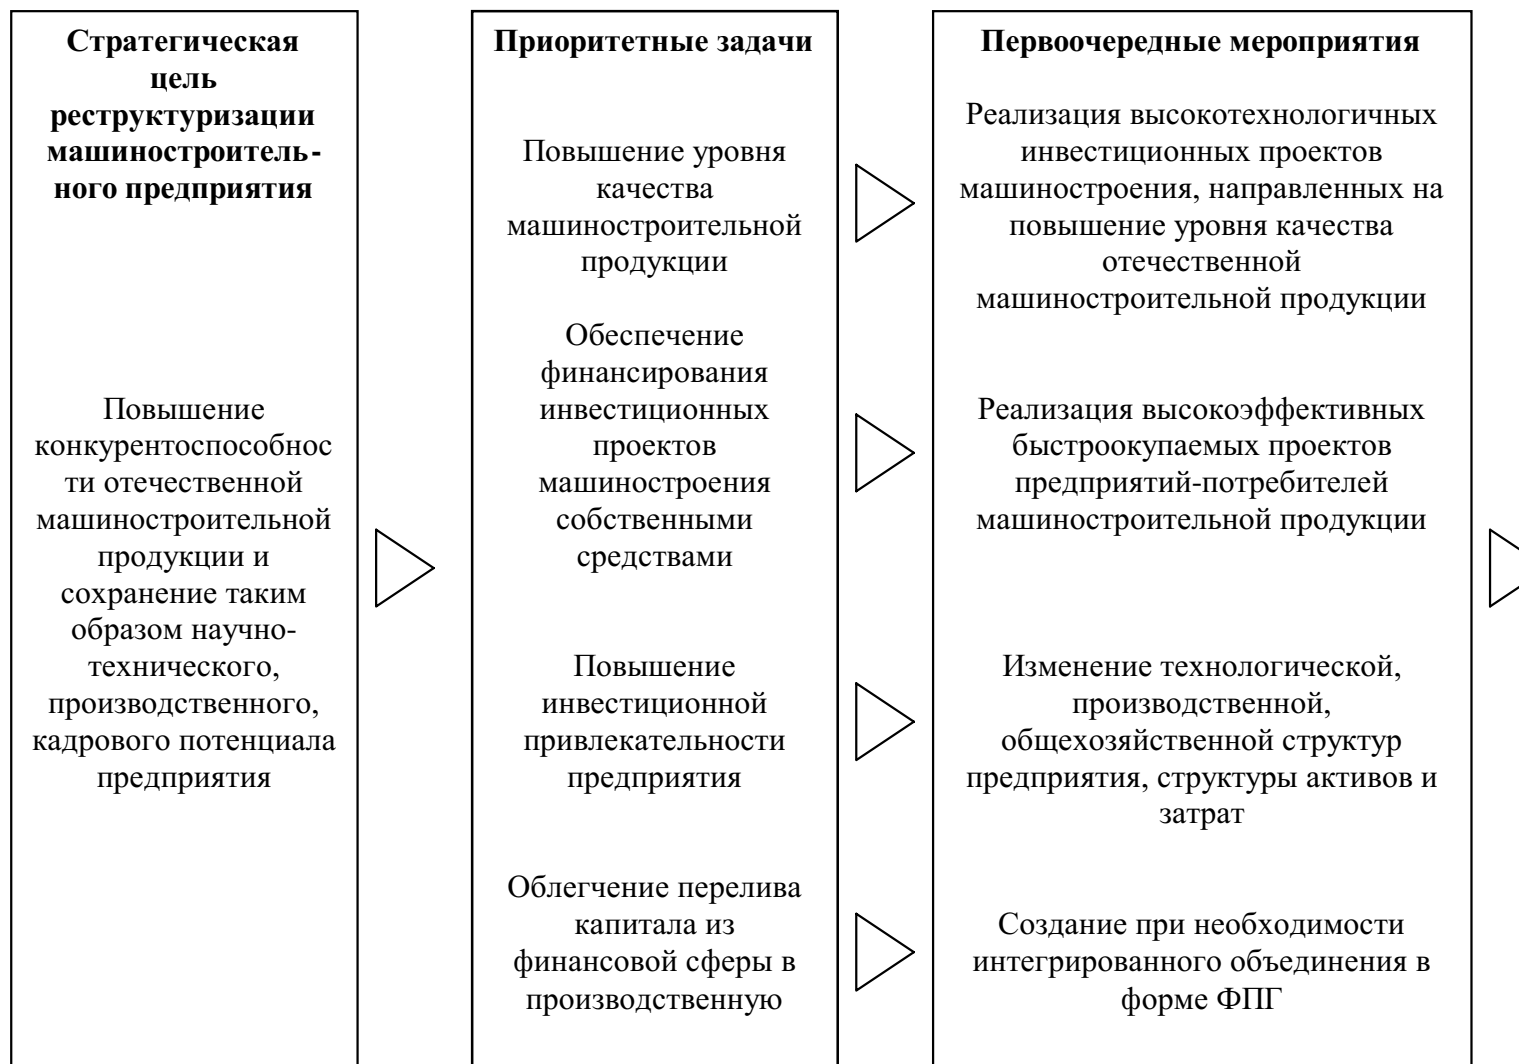 Стратегическая
цель
реструктуризации
машинострои­тель-
ного предприятия
Повышение
конкурентоспособнос
ти отечественной
машиностроительной
продукции и
сохранение таким
образом научно-
технического,
производственного,
кадрового потенциала
предприятия
Приоритетные задачи
Повышение уровня
качества
машиностроительной
продукции
Обеспечение
финансирования
инвестиционных
проектов
машиностроения
собственными
средствами
Повышение
инвестиционной
привлекательности
предприятия
Облегчение перелива
капитала из
финансовой сферы в
производственную
Первоочередные мероприятия
Реализация высокотехнологичных
инвестиционных проектов
машиностроения, направленных на
повышение уровня качества
отечественной
машиностроительной продукции
Реализация высокоэффективных
быстроокупаемых проектов
предприятий-потребителей
машиностроительной продукции
Изменение технологической,
производственной,
общехозяйственной структур
предприятия, структуры активов и
затрат
Создание при необходимости
интегрированного объединения в
форме ФПГ